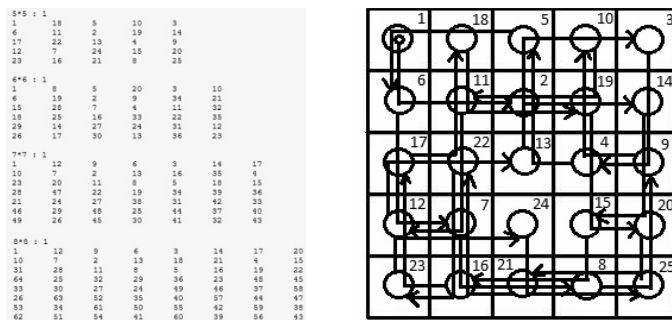 5*5 : 1
1 18 5 10 3
6 11 2 19 14
17 22 13 4 9
12 7 24 15 20
23 16 21 8 25
6*6 : 1
1 8 5 20 3 10
6 19 2 9 34 21
15 28 7 4 11 32
18 25 16 33 22 35
29 14 27 24 31 12
26 17 30 13 36 23
7*7 : 1
1 12 9 6 3 14 17
10 7 2 13 16 35 4
23 20 11 8 5 18 15
28 47 22 19 34 39 36
21 24 27 38 31 42 33
46 29 48 25 44 37 40
49 26 45 30 41 32 43
8*8 : 1
1 12 9 6 3 14 17 20
10 7 2 13 18 21 4 15
31 28 11 8 5 16 19 22
64 25 32 29 36 23 48 45
33 30 27 24 49 46 37 58
26 63 52 35 40 57 44 47
53 34 61 50 55 42 59 38
62 51 54 41 60 39 56 43
1 18 5 10 3
6 11 2 19 14
17 22 13 4 9
12 7 24 15 20
23 16 21 8 25